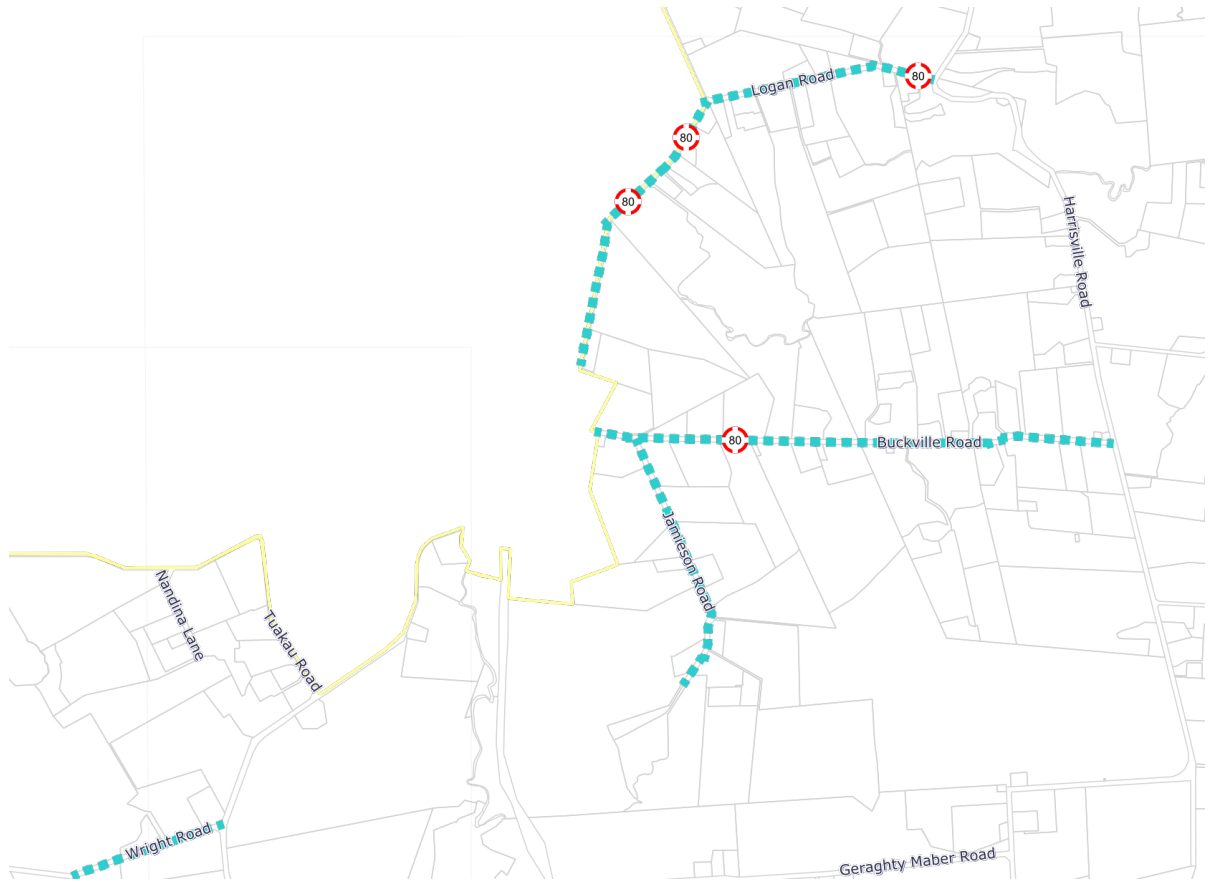 80
Logan Road
80
80
Harrisville Road
80
Buckville Road
Jamieson Road
Nandina Lane
Tuakau Road
Wright Road
Geraghty Maber Road